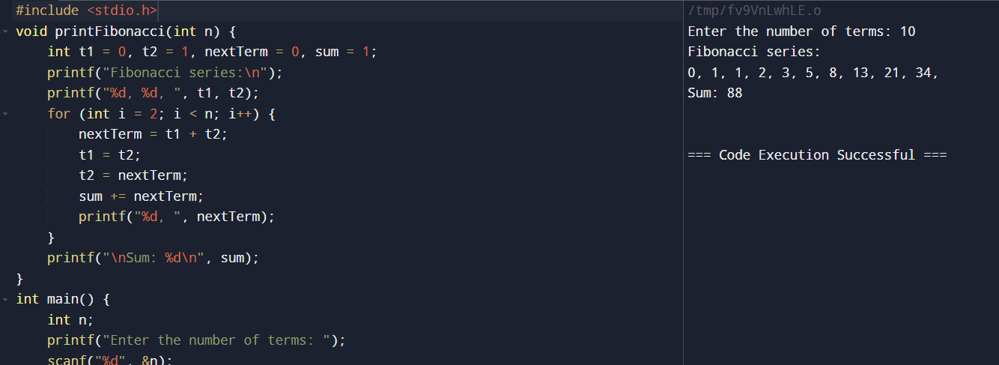 #include <stdio.h>
void printFibonacci(int n) {
    int t1 = 0, t2 = 1, nextTerm = 0, sum = 1;
    printf("Fibonacci series:\n");
    printf("%d, %d, ", t1, t2);
    for (int i = 2; i < n; i++) {
        nextTerm = t1 + t2;
        t1 = t2;
        t2 = nextTerm;
        sum += nextTerm;
        printf("%d, ", nextTerm);
    }
    printf("\nSum: %d\n", sum);
}
int main() {
    int n;
    printf("Enter the number of terms: ");
    scanf("%d", &n);
/tmp/fv9VnLwhLE.o
Enter the number of terms: 10
Fibonacci series:
0, 1, 1, 2, 3, 5, 8, 13, 21, 34,
Sum: 88
=== Code Execution Successful ===